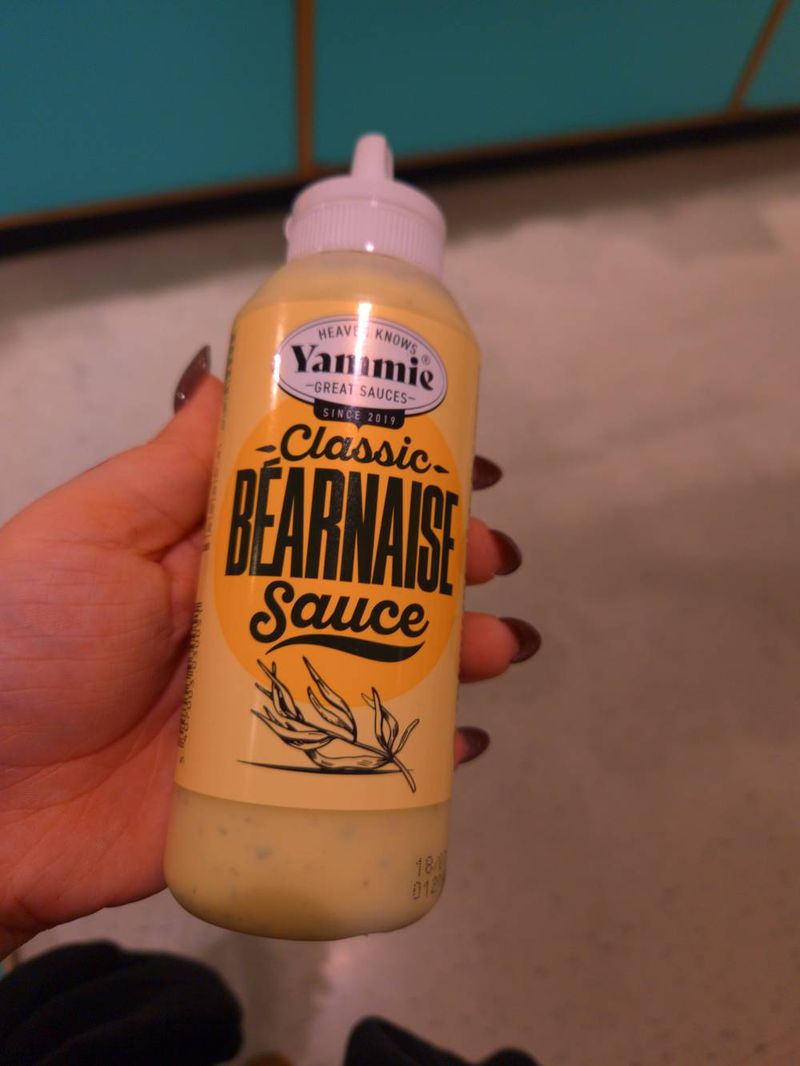 HEAVEN KNOWS
Yammie®
GREAT SAUCES
SINCE 2019
Classic
BÉARNAISE
Sauce